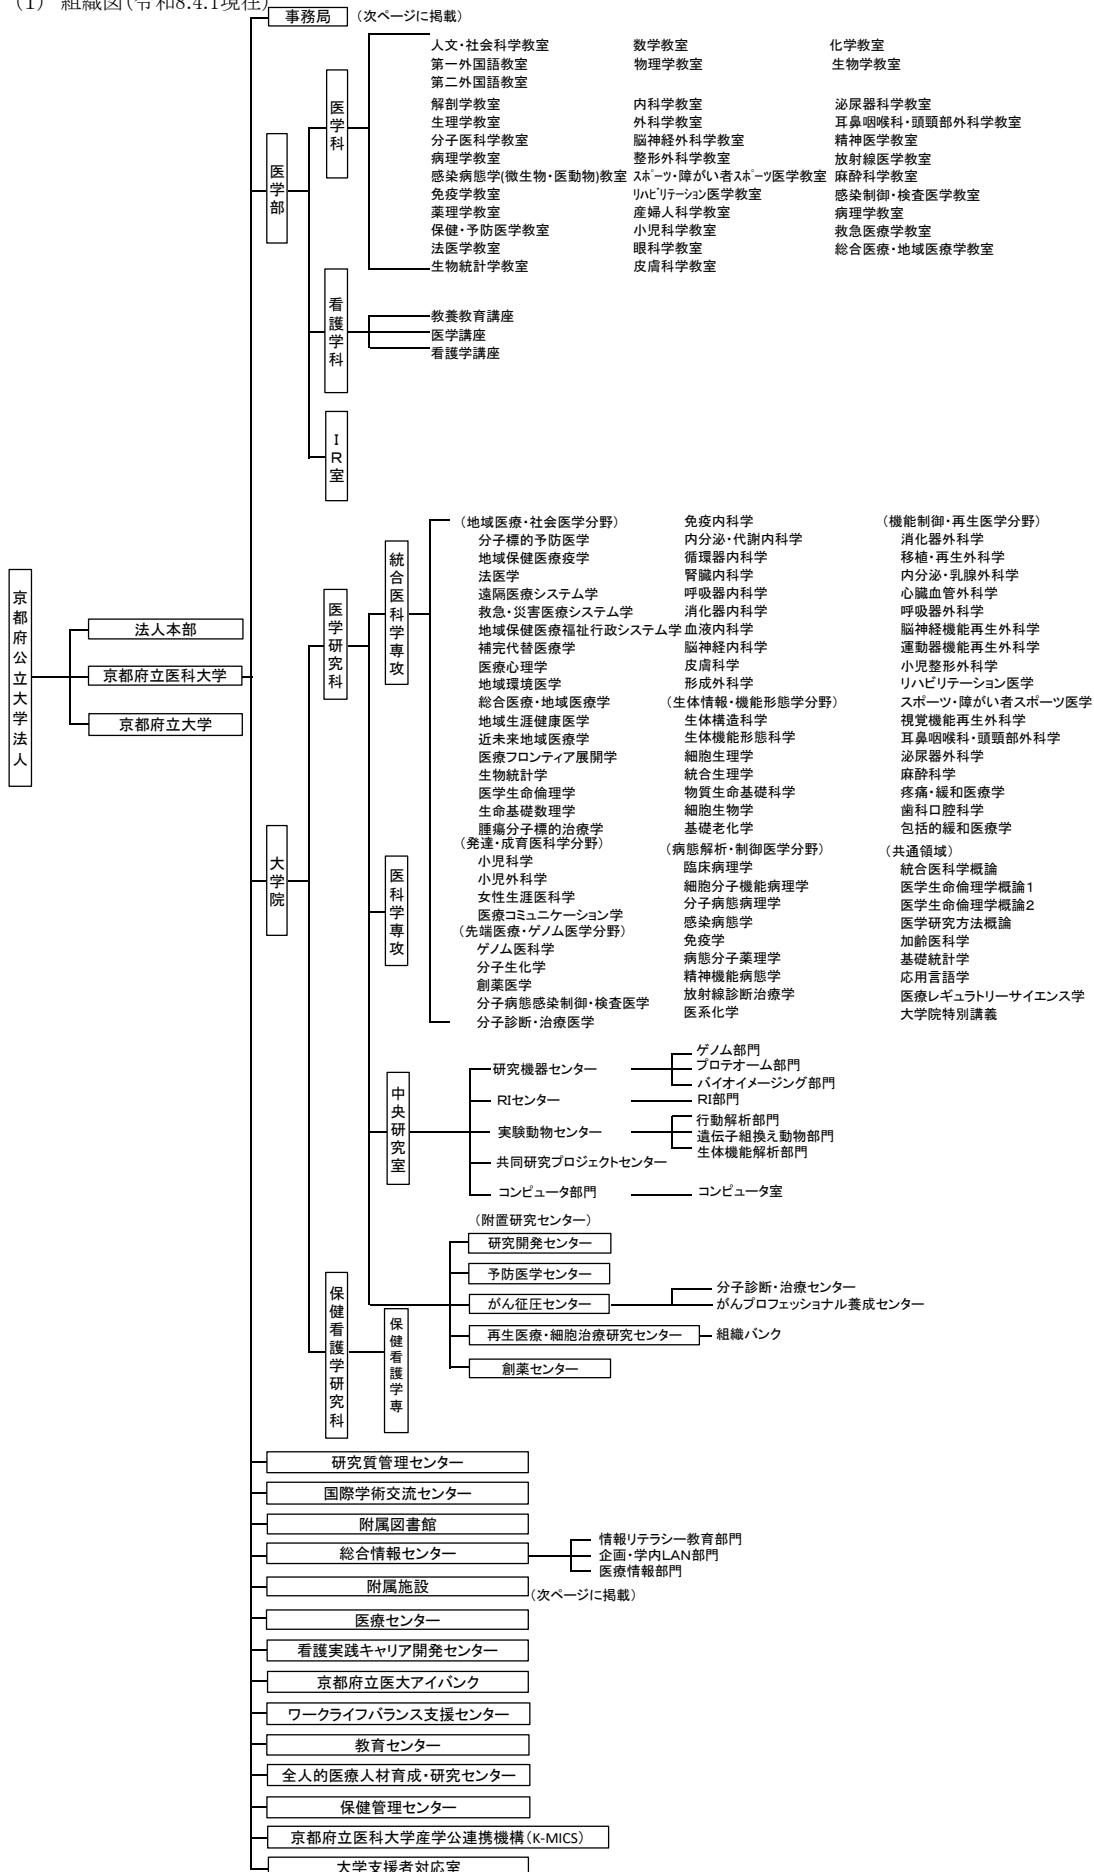 (1) 組織図(令和8.4.1現在)
事務局
(次ページに掲載)
医学部
医学科
人文・社会科学教室
数学教室
化学教室
第一外国語教室
物理学教室
生物学教室
第二外国語教室
解剖学教室
内科学教室
泌尿器科学教室
生理学教室
外科学教室
耳鼻咽喉科・頭頸部外科学教室
分子医科学教室
脳神経外科学教室
精神医学教室
病理学教室
整形外科学教室
放射線医学教室
感染病態学(微生物・医動物)教室
スポーツ・障がい者スポーツ医学教室
麻酔科学教室
免疫学教室
リハビリテーション医学教室
感染制御・検査医学教室
薬理学教室
産婦人科学教室
病理学教室
保健・予防医学教室
小児科学教室
救急医療学教室
法医学教室
眼科学教室
総合医療・地域医療学教室
生物統計学教室
皮膚科学教室
看護学科
教養教育講座
医学講座
看護学講座
IR室
京都府公立大学法人
法人本部
京都府立医科大学
京都府立大学
大学院
医学研究科
統合医科学専攻
医科学専攻
(地域医療・社会医学分野)
分子標的予防医学
地域保健医療疫学
法医学
遠隔医療システム学
救急・災害医療システム学
地域保健医療福祉行政システム学
補完代替医療学
医療心理学
地域環境医学
総合医療・地域医療学
地域生涯健康医学
近未来地域医療学
医療フロンティア展開学
生物統計学
医学生命倫理学
生命基礎数理学
腫瘍分子標的治療学
(発達・成育医科学分野)
小児科学
小児外科学
女性生涯医科学
医療コミュニケーション学
(先端医療・ゲノム医学分野)
ゲノム医科学
分子生化学
創薬医学
分子病態感染制御・検査医学
分子診断・治療医学
免疫内科学
内分泌・代謝内科学
循環器内科学
腎臓内科学
呼吸器内科学
消化器内科学
血液内科学
脳神経内科学
皮膚科学
形成外科学
(生体情報・機能形態学分野)
生体構造科学
生体機能形態科学
細胞生理学
統合生理学
物質生命基礎科学
細胞生物学
基礎老化学
(病態解析・制御医学分野)
臨床病理学
細胞分子機能病理学
分子病態病理学
感染病態学
免疫学
病態分子薬理学
精神機能病態学
放射線診断治療学
医系化学
(機能制御・再生医学分野)
消化器外科学
移植・再生外科学
内分泌・乳腺外科学
心臓血管外科学
呼吸器外科学
脳神経機能再生外科学
運動器機能再生外科学
小児整形外科学
リハビリテーション医学
スポーツ・障がい者スポーツ医学
視覚機能再生外科学
耳鼻咽喉科・頭頸部外科学
泌尿器外科学
麻酔科学
疼痛・緩和医療学
歯科口腔科学
包括的緩和医療学
(共通領域)
統合医科学概論
医学生命倫理学概論1
医学生命倫理学概論2
医学研究方法概論
加齢医科学
基礎統計学
応用言語学
医療レギュラトリーサイエンス学
大学院特別講義
中央研究室
研究機器センター
ゲノム部門
プロテオーム部門
バイオイメージング部門
RIセンター
RI部門
実験動物センター
行動解析部門
遺伝子組換え動物部門
生体機能解析部門
共同研究プロジェクトセンター
コンピュータ部門
コンピュータ室
(附置研究センター)
研究開発センター
予防医学センター
がん征圧センター
分子診断・治療センター
がんプロフェッショナル養成センター
再生医療・細胞治療研究センター
組織バンク
創薬センター
保健看護学研究科
保健看護学専
研究質管理センター
国際学術交流センター
附属図書館
総合情報センター
情報リテラシー教育部門
企画・学内LAN部門
医療情報部門
附属施設
(次ページに掲載)
医療センター
看護実践キャリア開発センター
京都府立医大アイバンク
ワークライフバランス支援センター
教育センター
全人的医療人材育成・研究センター
保健管理センター
京都府立医科大学産学公連携機構(K-MICS)
大学支援者対応室